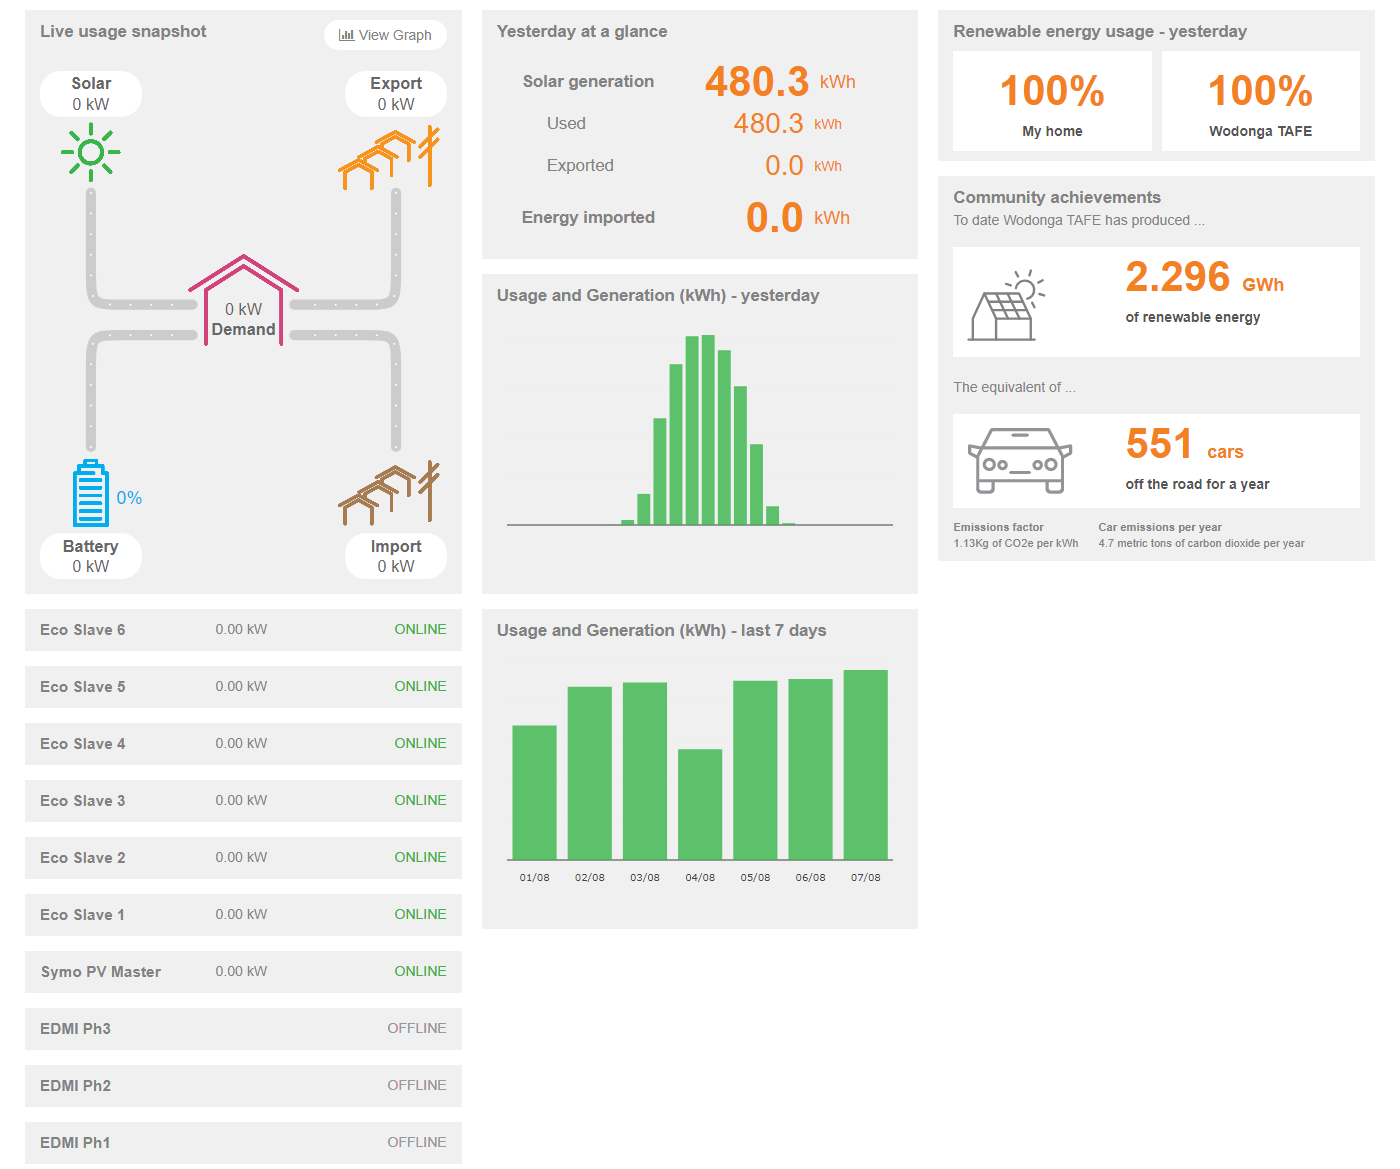 Live usage snapshot
View Graph
Solar
0 kW
Export
0 kW
0 kW
Demand
0%
Battery
0 kW
Import
0 kW
Eco Slave 6 0.00 kW ONLINE
Eco Slave 5 0.00 kW ONLINE
Eco Slave 4 0.00 kW ONLINE
Eco Slave 3 0.00 kW ONLINE
Eco Slave 2 0.00 kW ONLINE
Eco Slave 1 0.00 kW ONLINE
Symo PV Master 0.00 kW ONLINE
EDMI Ph3 OFFLINE
EDMI Ph2 OFFLINE
EDMI Ph1 OFFLINE
Yesterday at a glance
Solar generation 480.3 kWh
Used 480.3 kWh
Exported 0.0 kWh
Energy imported 0.0 kWh
Usage and Generation (kWh) - yesterday
Usage and Generation (kWh) - last 7 days
01/08 02/08 03/08 04/08 05/08 06/08 07/08
Renewable energy usage - yesterday
100%
My home
100%
Wodonga TAFE
Community achievements
To date Wodonga TAFE has produced ...
2.296 GWh
of renewable energy
The equivalent of ...
551 cars
off the road for a year
Emissions factor
1.13Kg of CO2e per kWh
Car emissions per year
4.7 metric tons of carbon dioxide per year